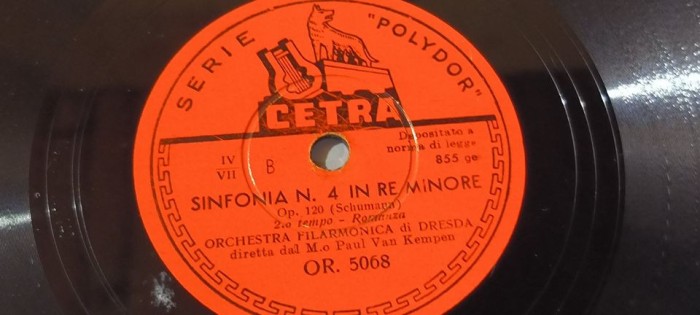 SERIE "POLYDOR"
CETRA
Depositato a
norma di legge
855 ge
IV
VII
B
SINFONIA N. 4 IN RE MINORE
Op. 120 (Schumann)
2.o tempo - Romanza
ORCHESTRA FILARMONICA di DRESDA
diretta dal M.o Paul Van Kempen
OR. 5068